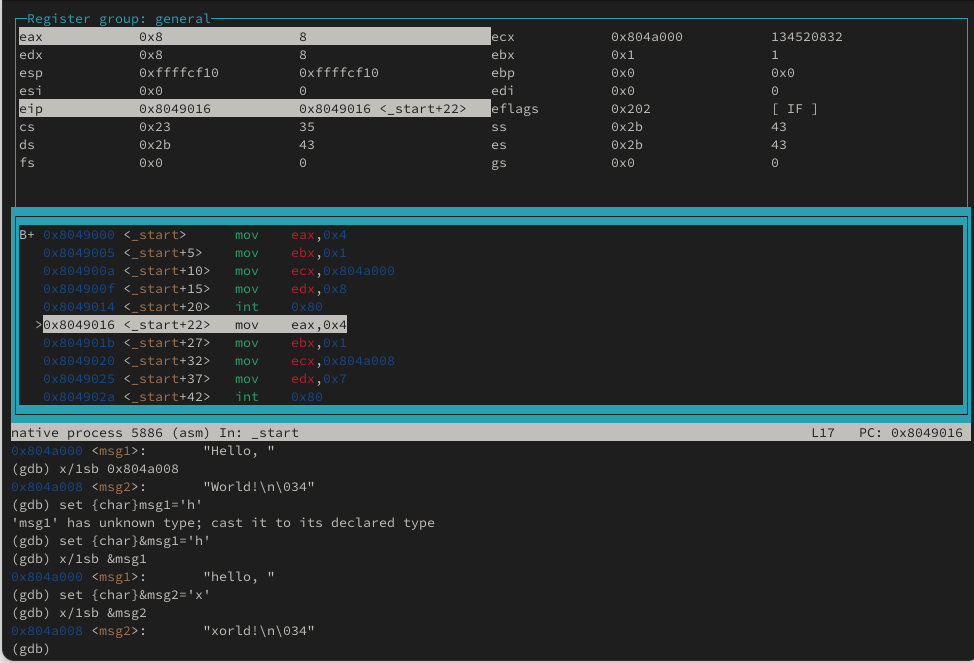 Register group: general
eax 0x8 8 ecx 0x804a000 134520832
edx 0x8 8 ebx 0x1 1
esp 0xffffcf10 0xffffcf10 ebp 0x0 0x0
esi 0x0 0 edi 0x0 0
eip 0x8049016 0x8049016 <_start+22> eflags 0x202 [ IF ]
cs 0x23 35 ss 0x2b 43
ds 0x2b 43 es 0x2b 43
fs 0x0 0 gs 0x0 0
B+ 0x8049000 <_start> mov eax,0x4
0x8049005 <_start+5> mov ebx,0x1
0x804900a <_start+10> mov ecx,0x804a000
0x804900f <_start+15> mov edx,0x8
0x8049014 <_start+20> int 0x80
>0x8049016 <_start+22> mov eax,0x4
0x804901b <_start+27> mov ebx,0x1
0x8049020 <_start+32> mov ecx,0x804a008
0x8049025 <_start+37> mov edx,0x7
0x804902a <_start+42> int 0x80
native process 5886 (asm) In: _start L17 PC: 0x8049016
0x804a000 <msg1>: "Hello, "
(gdb) x/1sb 0x804a008
0x804a008 <msg2>: "World!\n\034"
(gdb) set {char}msg1='h'
'msg1' has unknown type; cast it to its declared type
(gdb) set {char}&msg1='h'
(gdb) x/1sb &msg1
0x804a000 <msg1>: "hello, "
(gdb) set {char}&msg2='x'
(gdb) x/1sb &msg2
0x804a008 <msg2>: "xorld!\n\034"
(gdb)